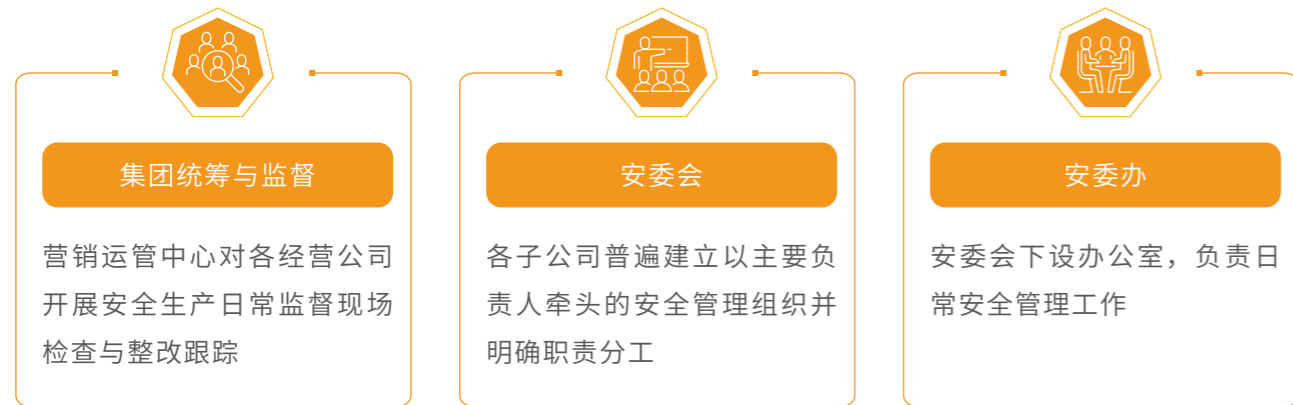 集团统筹与监督
营销运管中心对各经营公司
开展安全生产日常监督现场
检查与整改跟踪
安委会
各子公司普遍建立以主要负
责人牵头的安全管理组织并
明确职责分工
安委办
安委会下设办公室，负责日
常安全管理工作